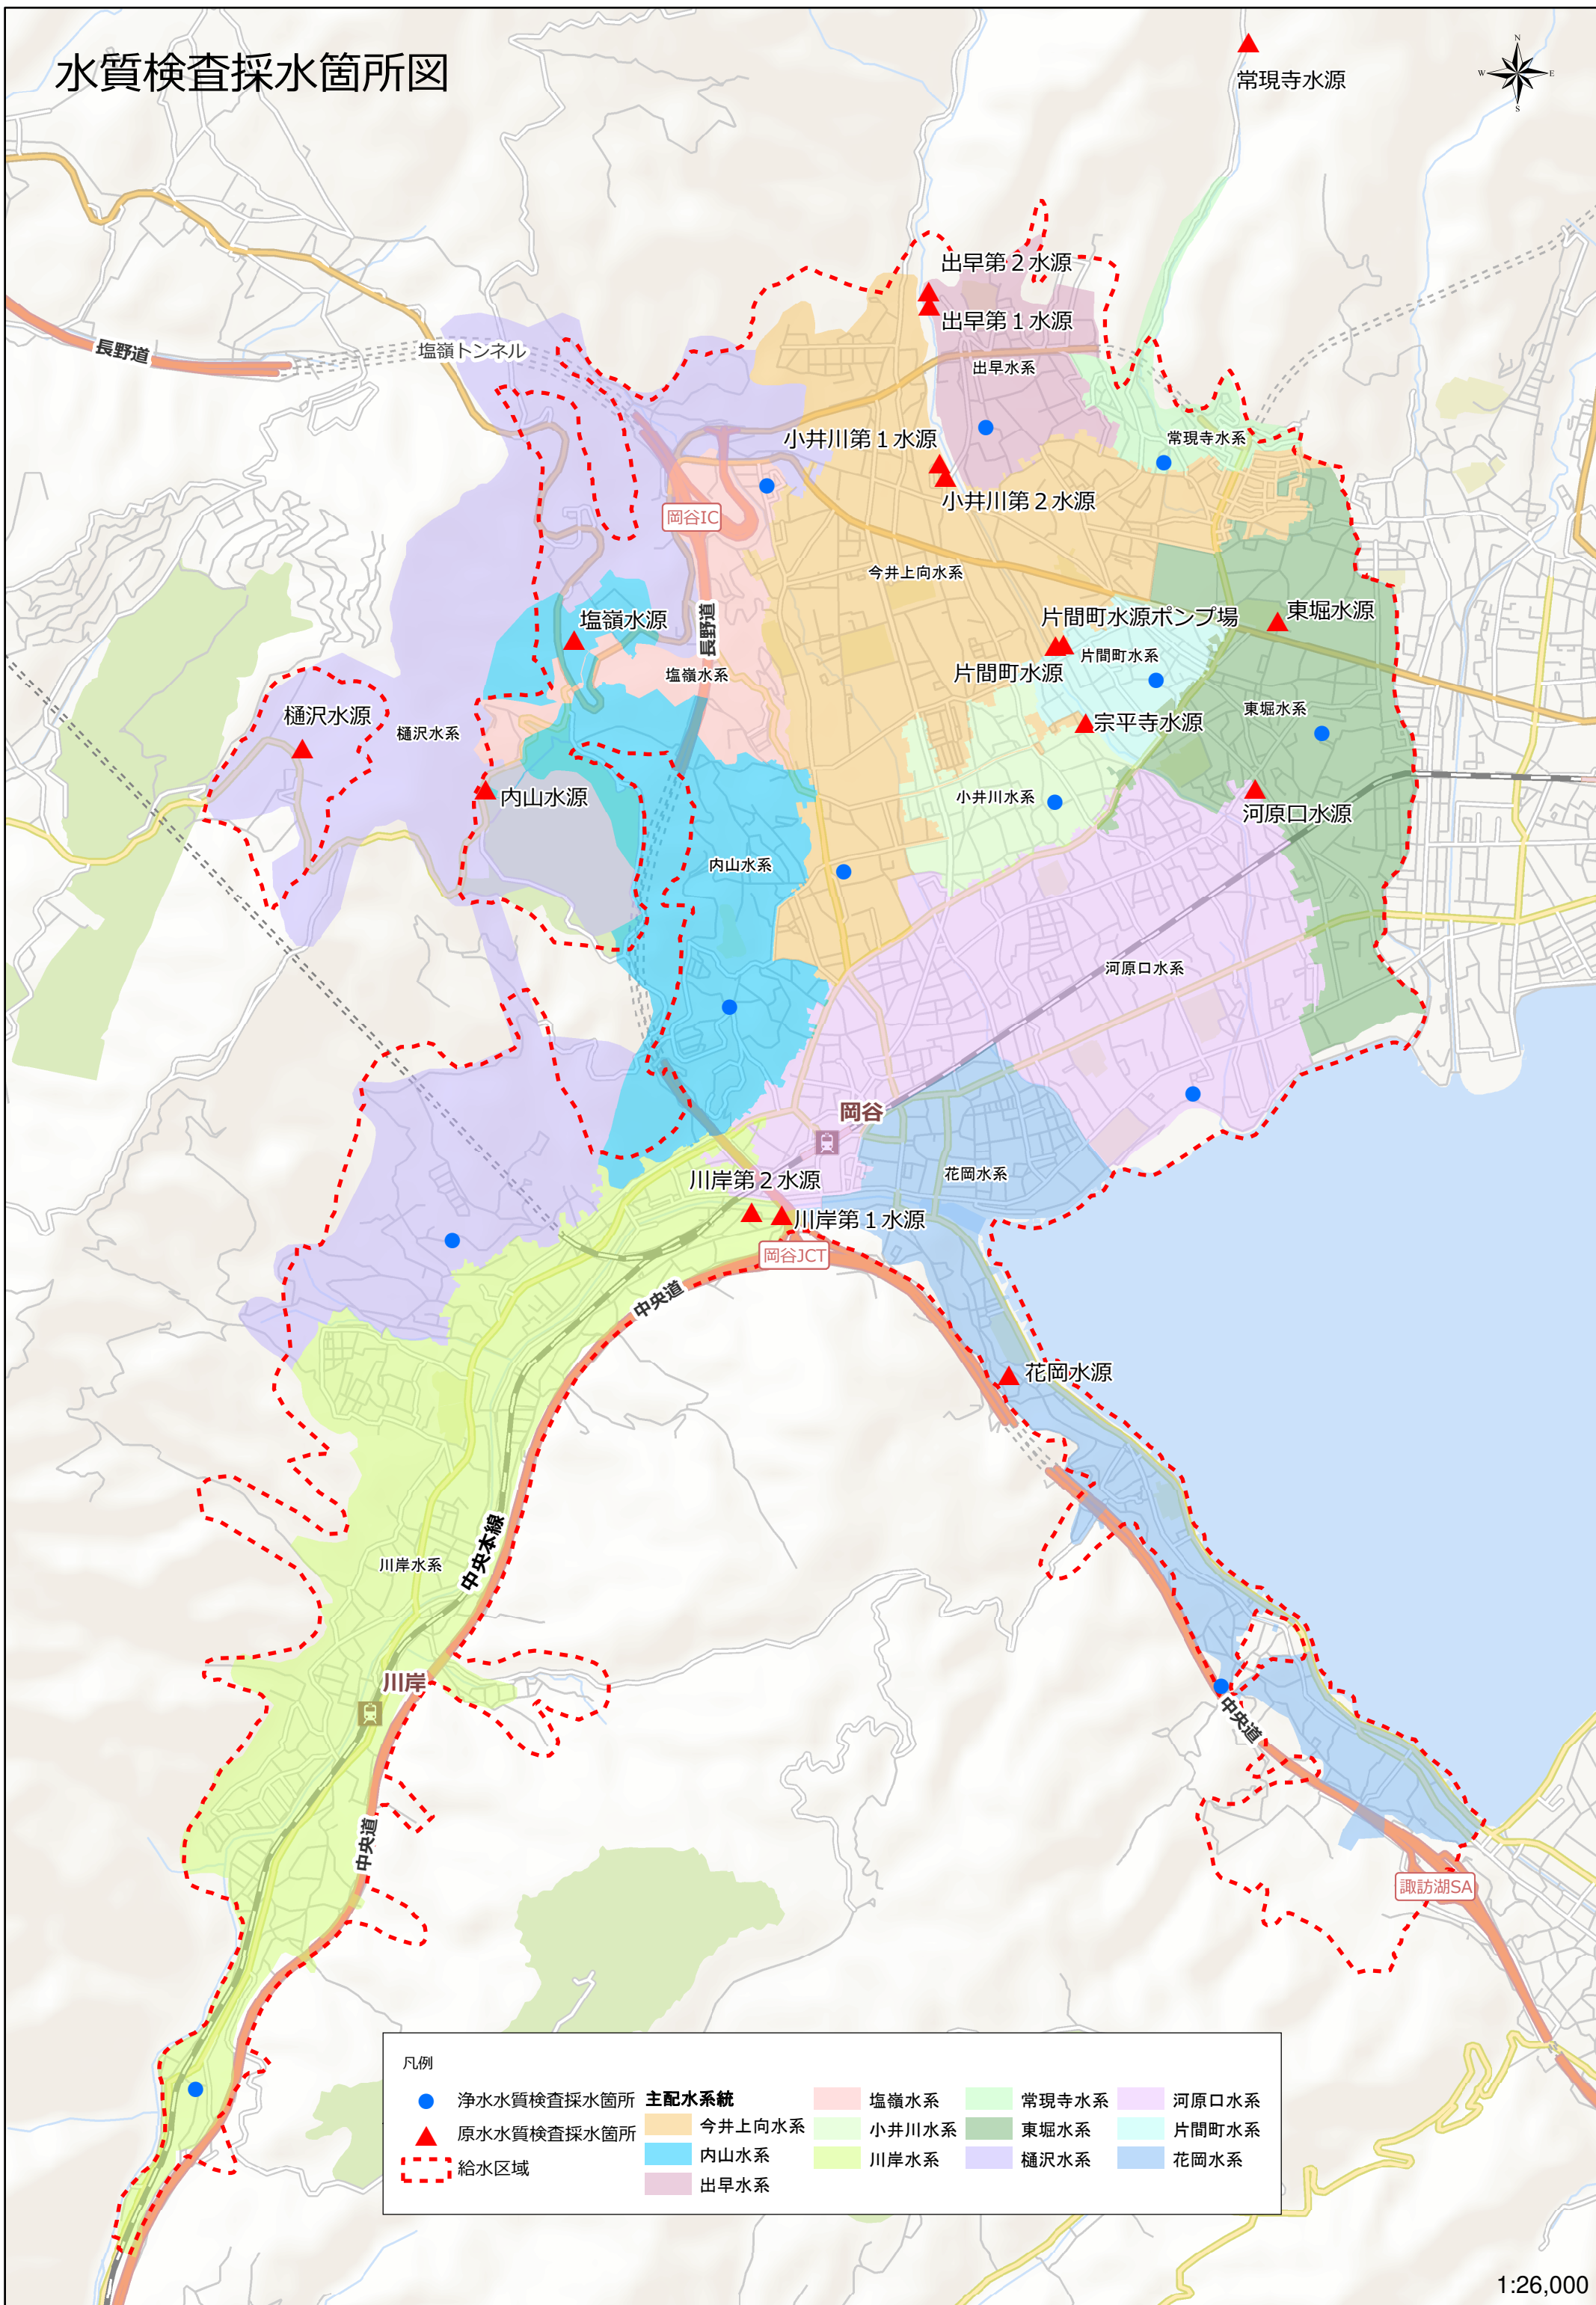 水質検査採水箇所図
常現寺水源
N
W
E
S
出早第２水源
出早第１水源
長野道
塩嶺トンネル
出早水系
小井川第１水源
常現寺水系
小井川第２水源
岡谷IC
今井上向水系
塩嶺水源
長野道
片間町水源ポンプ場
東堀水源
片間町水系
片間町水源
塩嶺水系
樋沢水源
樋沢水系
宗平寺水源
東堀水系
内山水源
小井川水系
河原口水源
内山水系
河原口水系
岡谷
花岡水系
川岸第２水源
川岸第１水源
岡谷JCT
中央道
花岡水源
中央本線
川岸水系
川岸
中央道
中央道
諏訪湖SA
凡例
浄水水質検査採水箇所
原水水質検査採水箇所
給水区域
主配水系統
今井上向水系
内山水系
出早水系
塩嶺水系
小井川水系
川岸水系
常現寺水系
東堀水系
樋沢水系
河原口水系
片間町水系
花岡水系
1:26,000